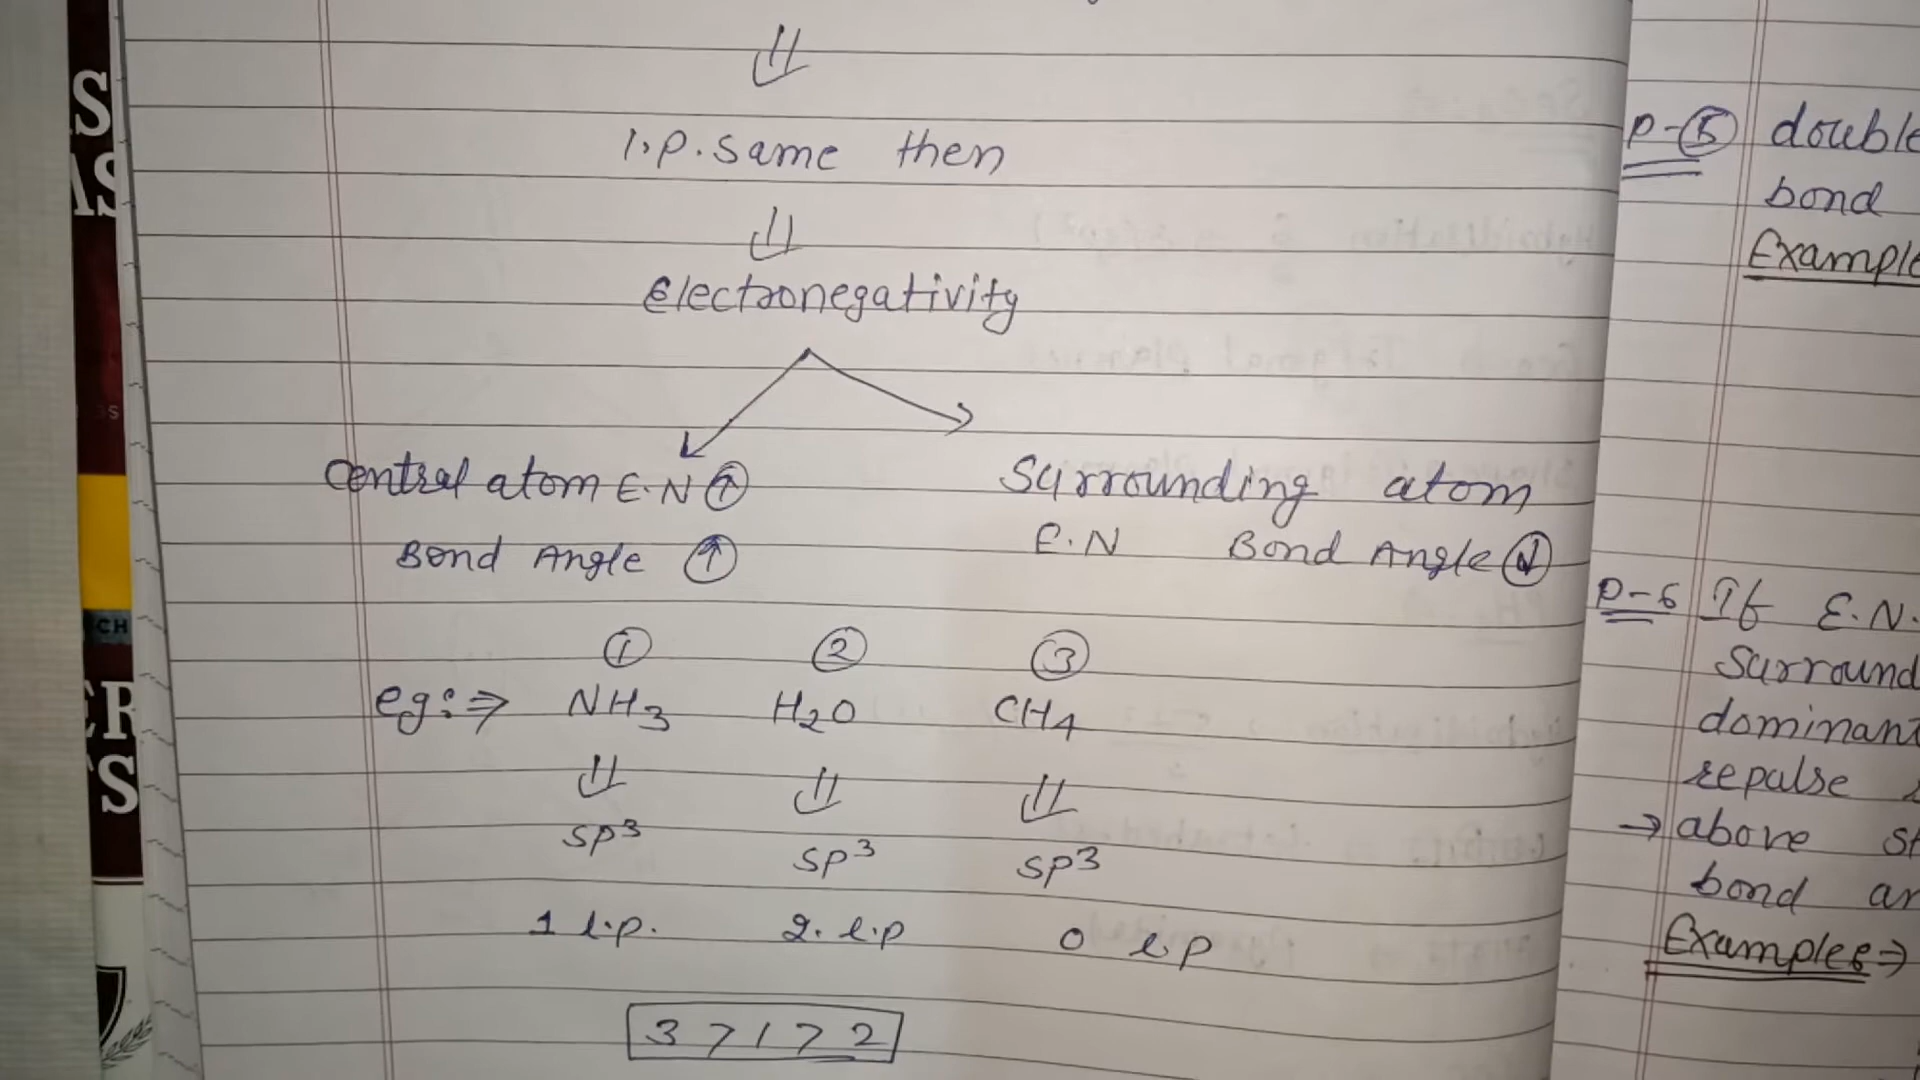 ⇓
l.p. same then
⇓
Electronegativity
Central atom E.N ↑
Bond Angle ↑
Surrounding atom
E.N Bond Angle ↓
① ② ③
eg:⇒ NH3 H2O CH4
⇓ ⇓ ⇓
sp³ sp³ sp³
1 l.p. 2. l.p 0 l.p
3 > 1 > 2
P-5 double
bond
Example
P-6 If E.N.
Surround
dominant
repulse
→ above
bond
Examples⇒
CH